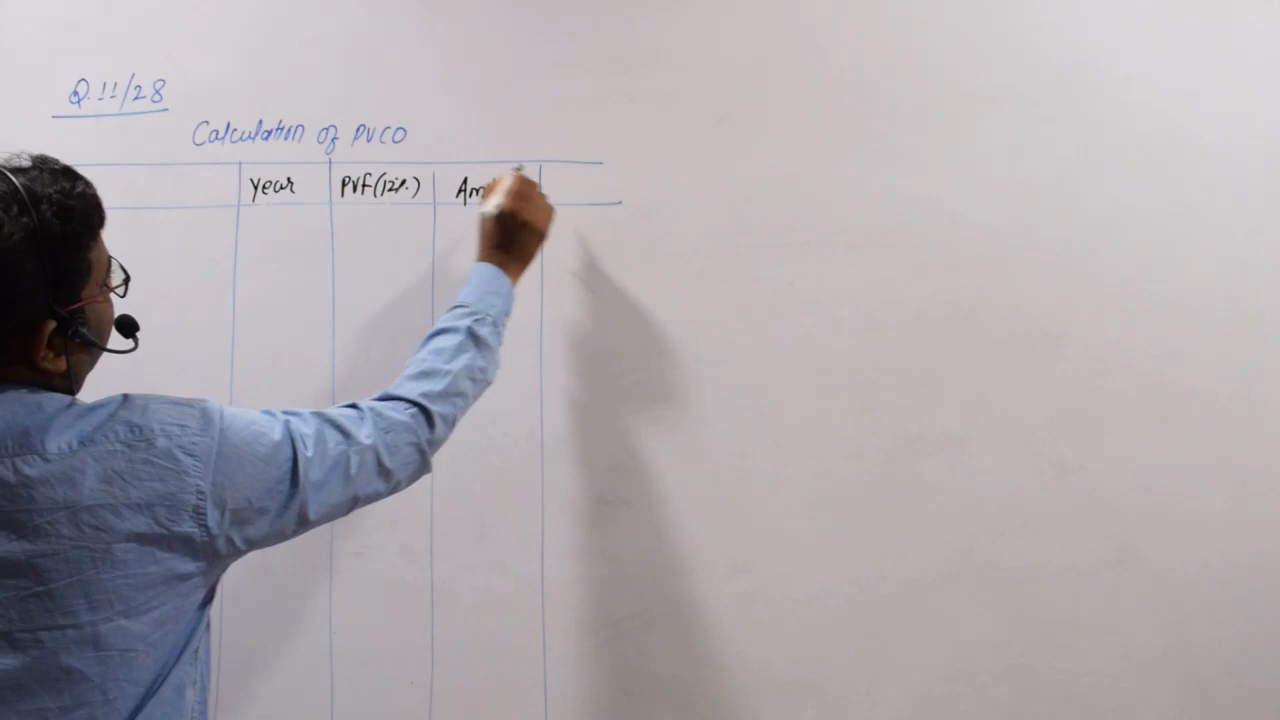 Q.11/28
Calculation of PVCO
Year PVF(12%)